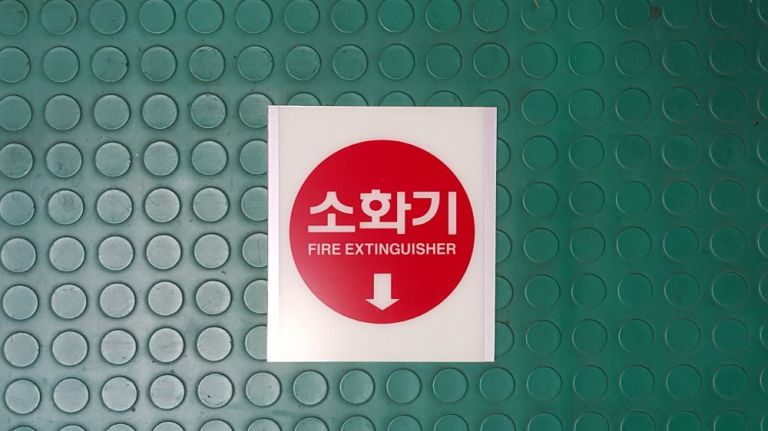 소화기
FIRE EXTINGUISHER